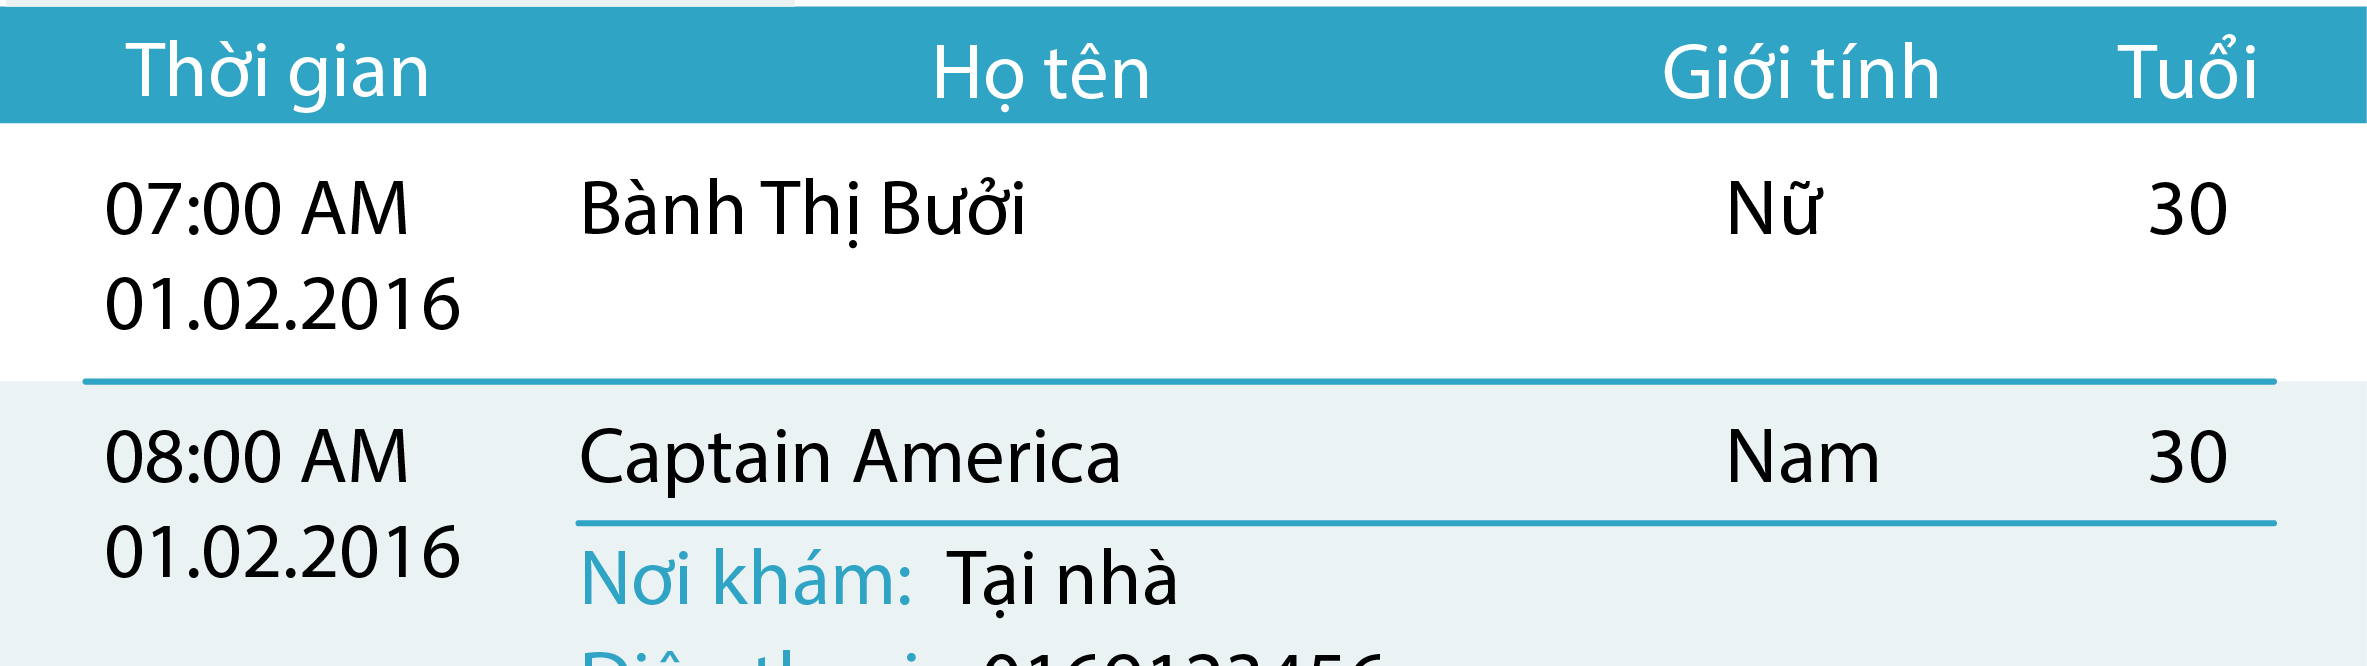 Thời gian Họ tên Giới tính Tuổi
07:00 AM Bành Thị Bưởi Nữ 30
01.02.2016
08:00 AM Captain America Nam 30
01.02.2016
Nơi khám: Tại nhà